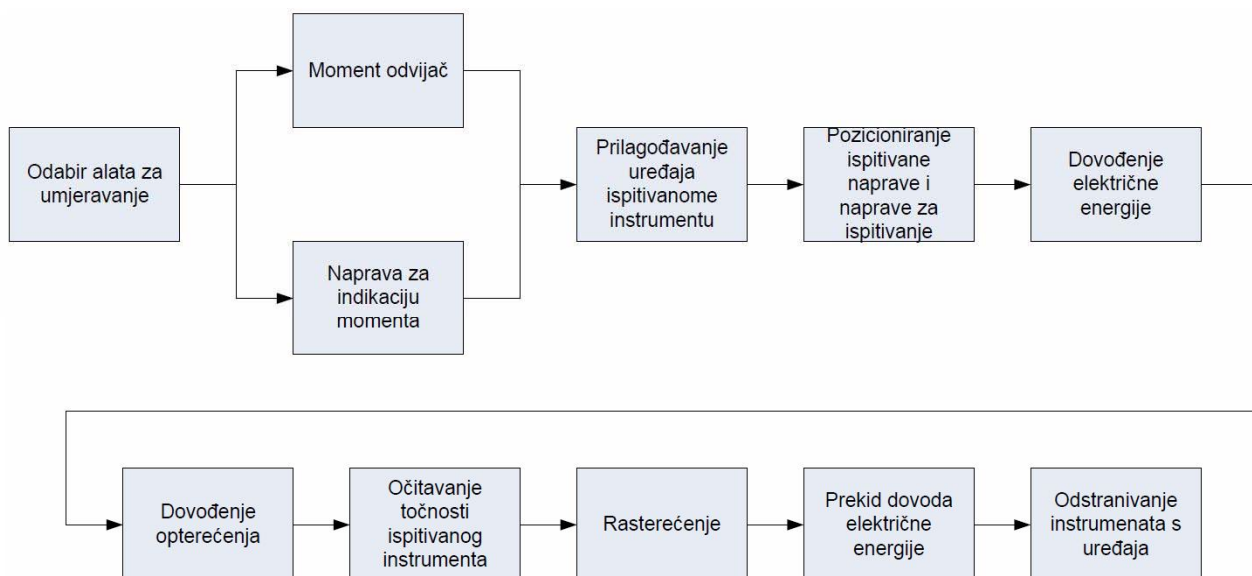 Odabir alata za
umjeravanje
Moment odvijač
Naprava za
indikaciju
momenta
Prilagođavanje
uređaja
ispitivanome
instrumentu
Pozicioniranje
ispitivane
naprave i
naprave za
ispitivanje
Dovođenje
električne
energije
Dovođenje
opterećenja
Očitavanje
točnosti
ispitivanog
instrumenta
Rasterećenje
Prekid dovoda
električne
energije
Odstranivanje
instrumenata s
uređaja